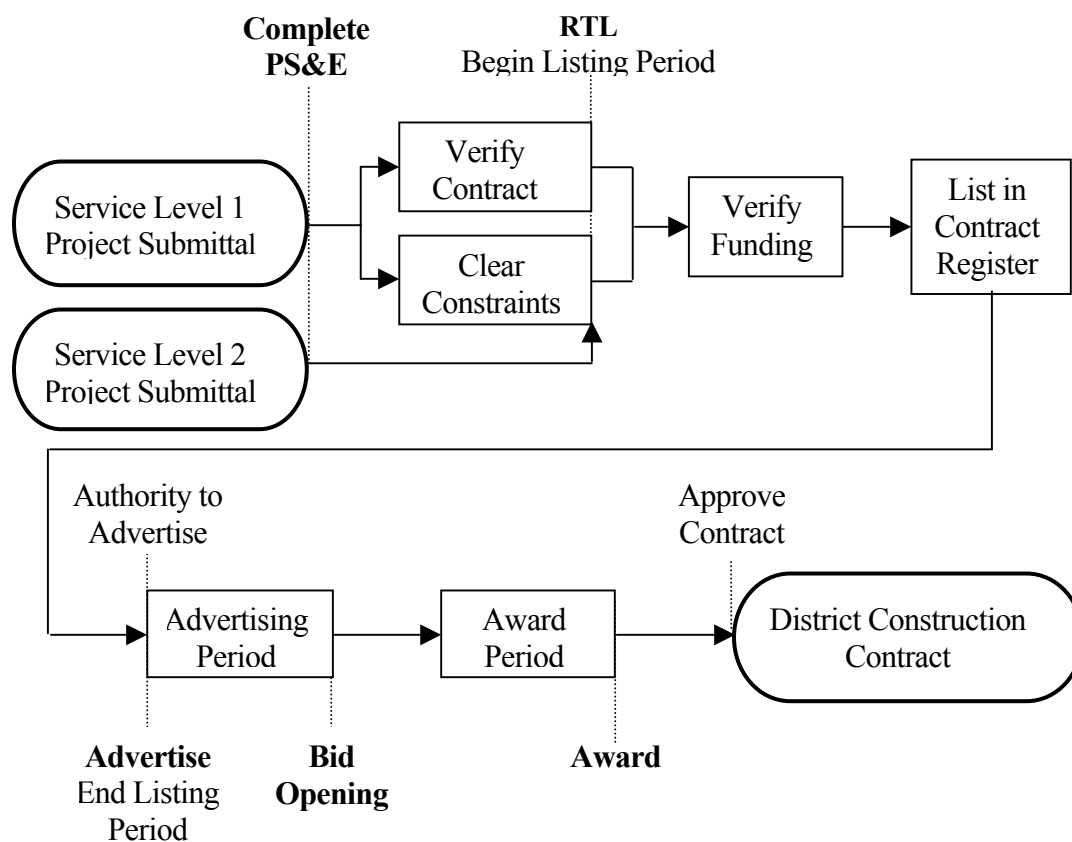 Complete
PS&E
RTL
Begin Listing Period
Service Level 1
Project Submittal
Verify
Contract
Clear
Constraints
Verify
Funding
List in
Contract
Register
Service Level 2
Project Submittal
Authority to
Advertise
Approve
Contract
Advertising
Period
Award
Period
District Construction
Contract
Advertise
End Listing
Period
Bid
Opening
Award